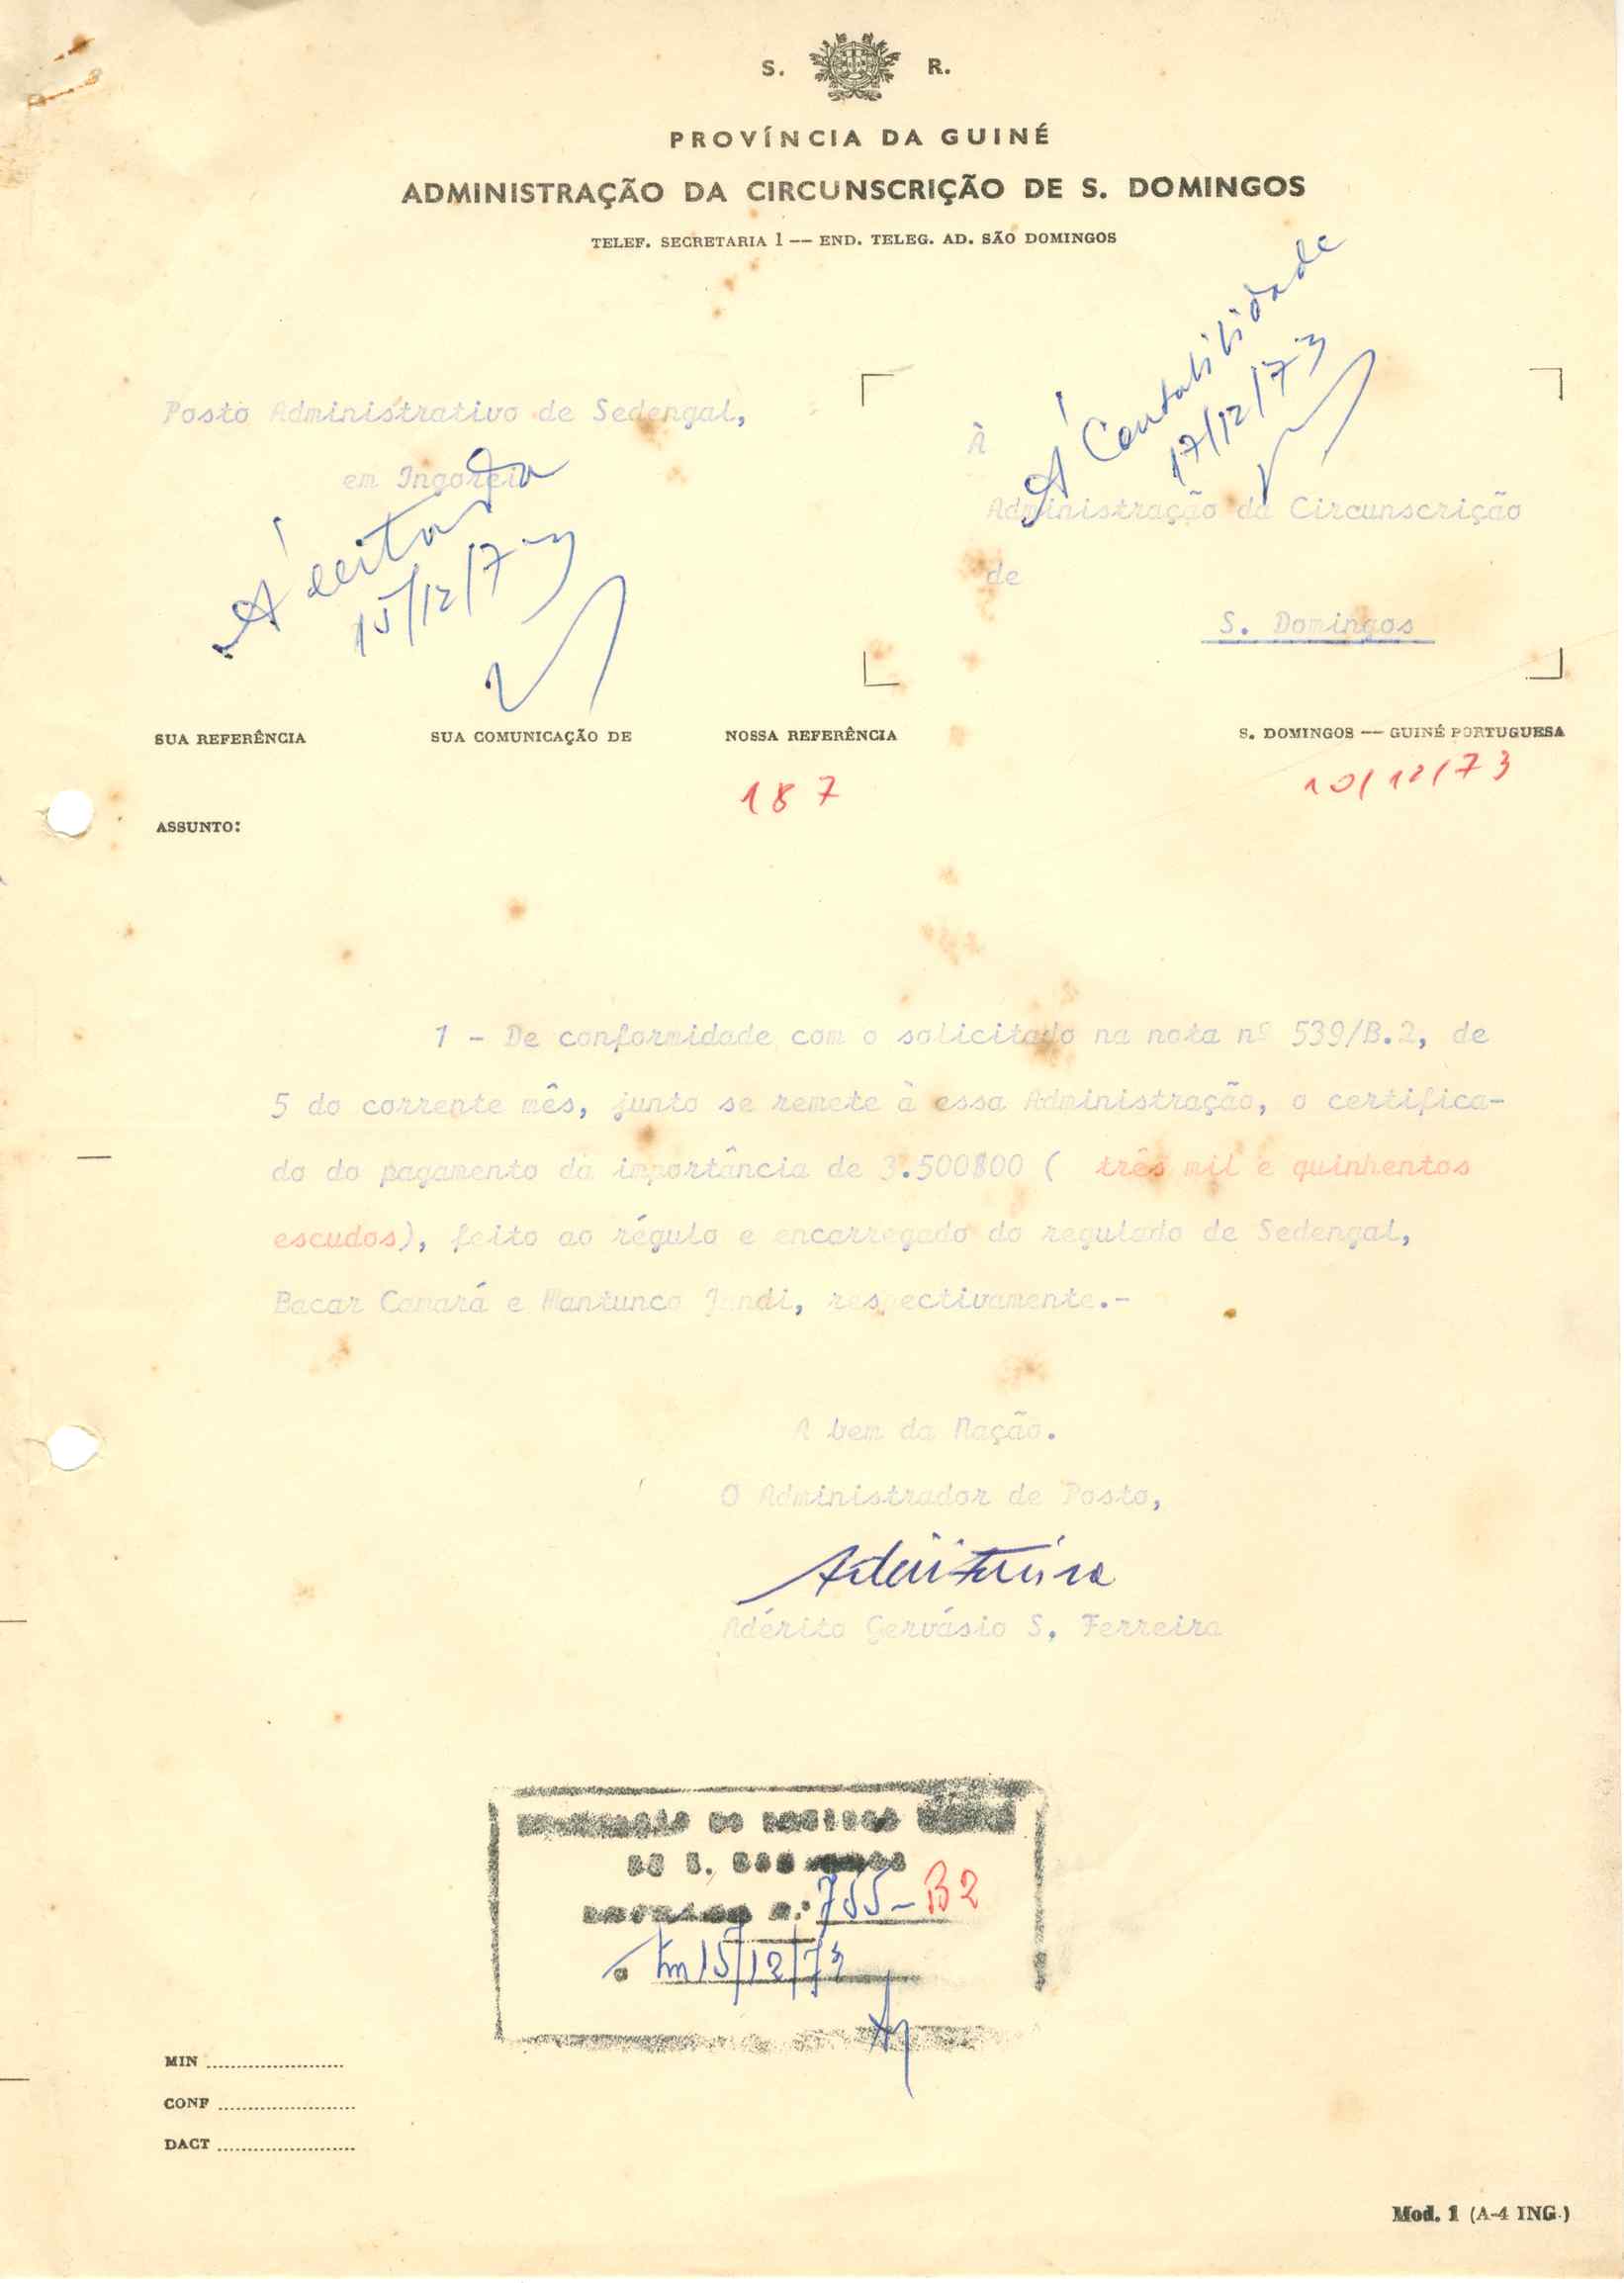 S. R.
PROVÍNCIA DA GUINÉ
ADMINISTRAÇÃO DA CIRCUNSCRIÇÃO DE S. DOMINGOS
TELEF. SECRETARIA 1 — END. TELEG. AD. SÃO DOMINGOS
À Contabilidade
17/12/73
Posto Administrativo de Sedengal,
em Ingoréi
À
Administração da Circunscrição
de
S. Domingos
15/12/73
SUA REFERÊNCIA SUA COMUNICAÇÃO DE NOSSA REFERÊNCIA S. DOMINGOS — GUINÉ PORTUGUESA
187 10/12/73
ASSUNTO:
1 - De conformidade com o solicitado na nota nº 539/B.2, de
5 do corrente mês, junto se remete à essa Administração, o certifica-
do do pagamento da importância de 3.500$00 ( três mil e quinhentos
escudos), feito ao régulo e encarregado do regulado de Sedengal,
Bacar Camará e Mantunco Jandi, respectivamente.-
A bem da Nação.
O Administrador de Posto,
Adérito Gervásio S. Ferreira
755-B2
Em 15/12/73
MIN
CONF
DACT
Mod. 1 (A-4 ING.)